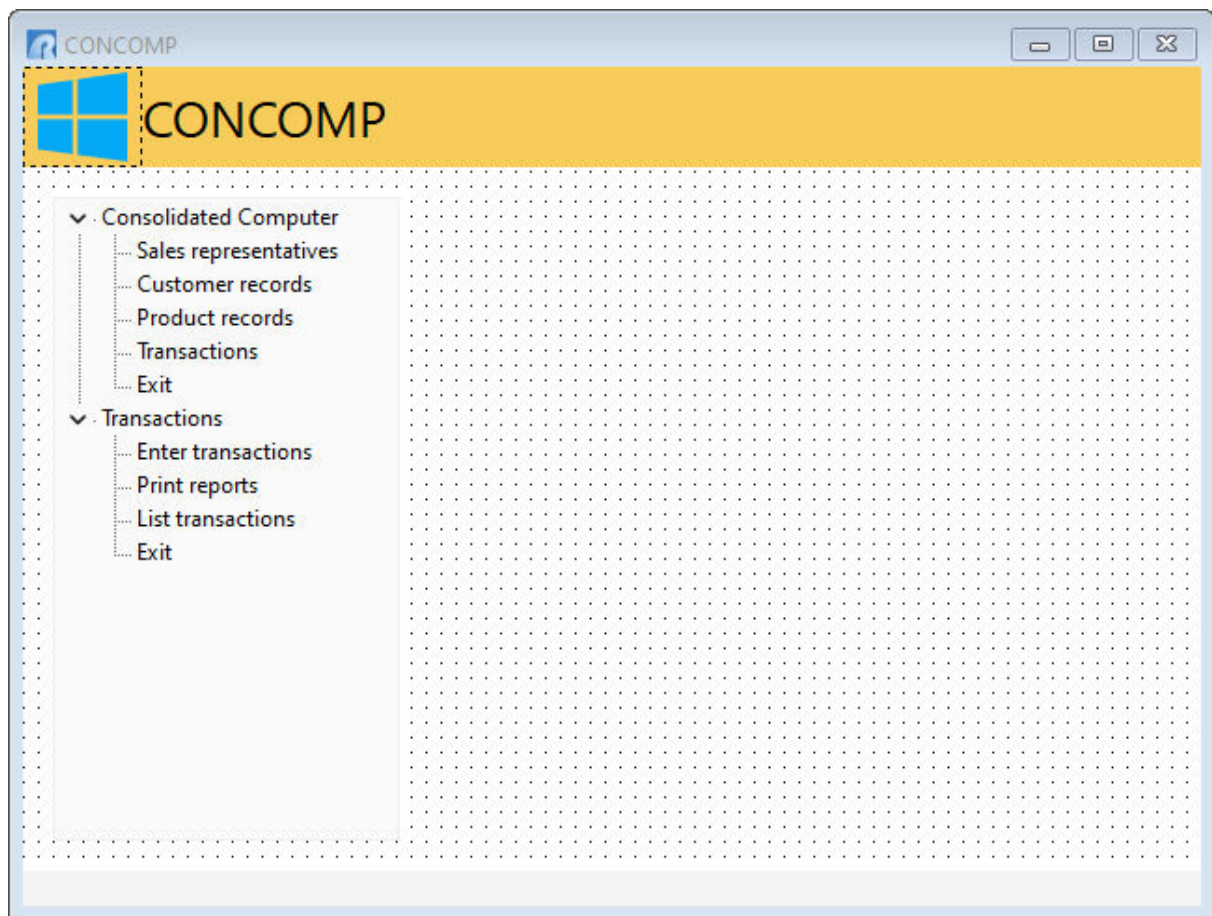 CONCOMP
CONCOMP
Consolidated Computer
Sales representatives
Customer records
Product records
Transactions
Exit
Transactions
Enter transactions
Print reports
List transactions
Exit